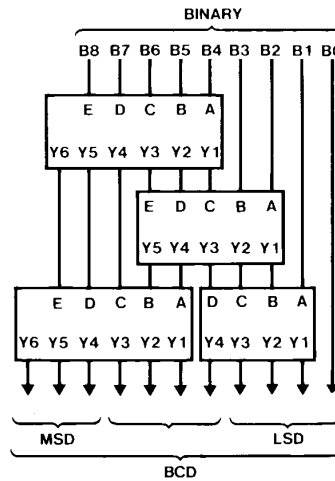 BINARY
B8 B7 B6 B5 B4 B3 B2 B1 B0
E D C B A
Y6 Y5 Y4 Y3 Y2 Y1
E D C B A
Y5 Y4 Y3 Y2 Y1
E D C B A D C B A
Y6 Y5 Y4 Y3 Y2 Y1 Y4 Y3 Y2 Y1
MSD LSD
BCD